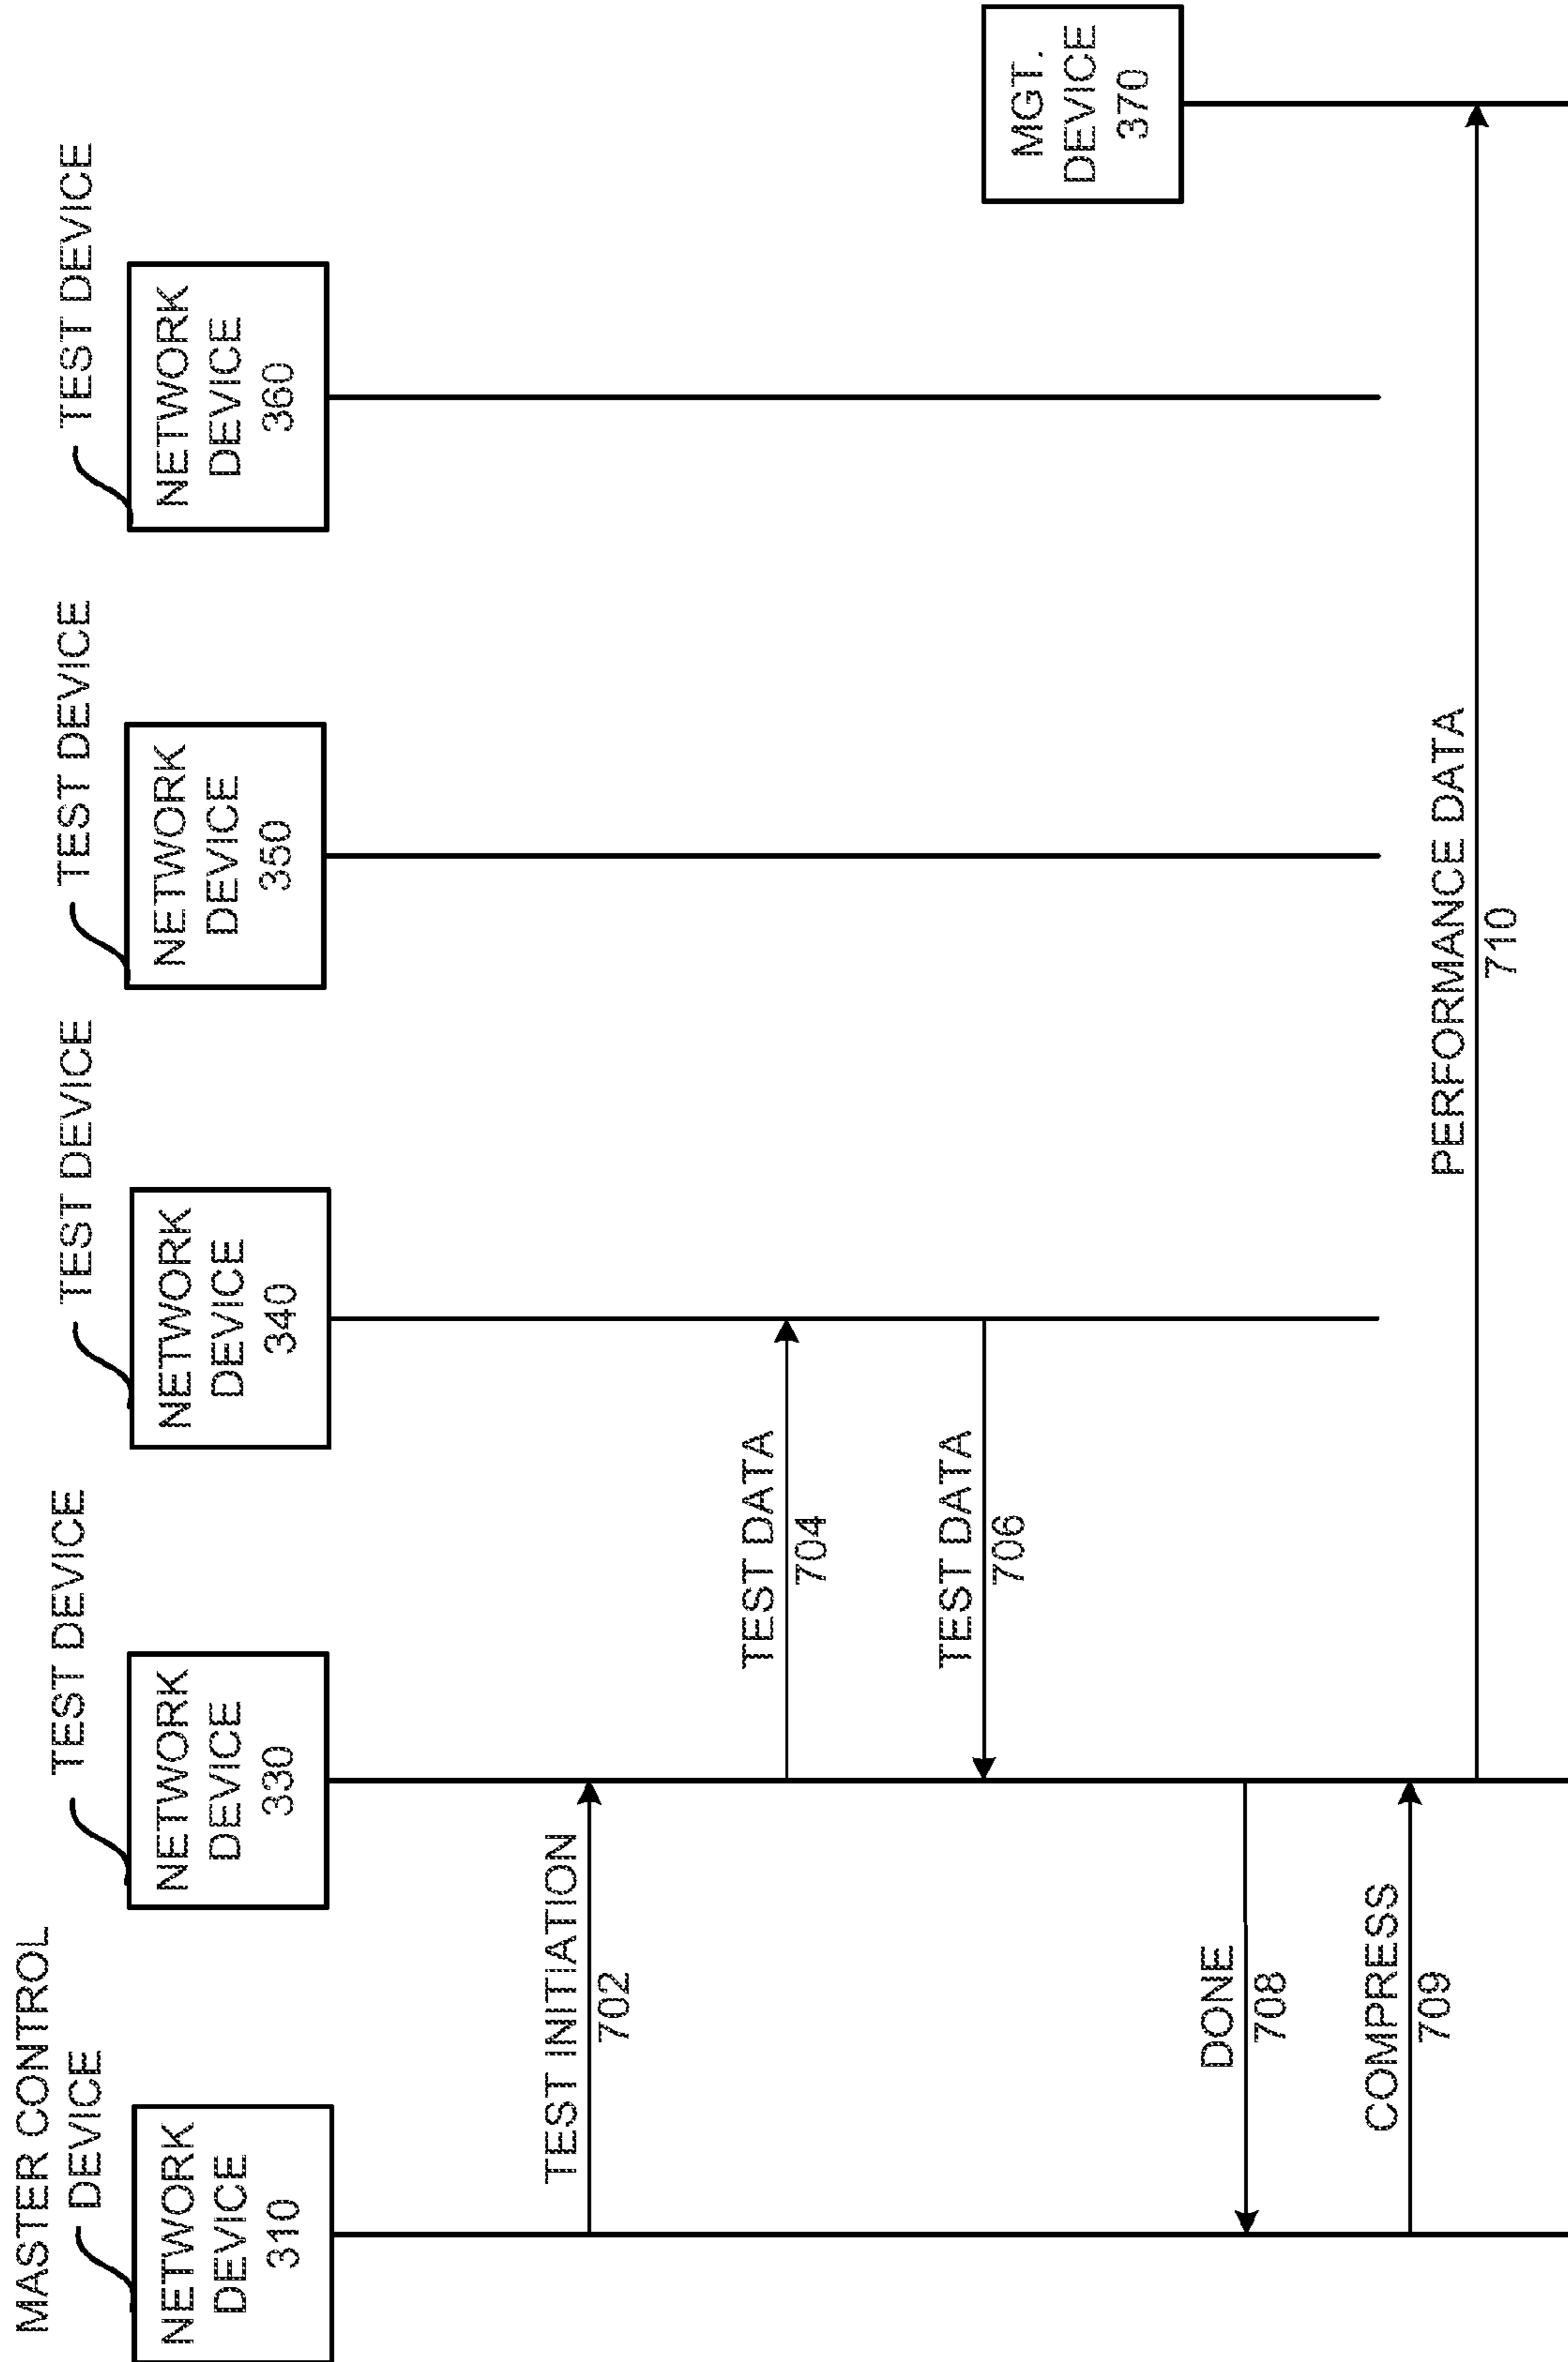 MASTER CONTROL
DEVICE
NETWORK
DEVICE
310
TEST DEVICE
NETWORK
DEVICE
330
TEST DEVICE
NETWORK
DEVICE
340
TEST DEVICE
NETWORK
DEVICE
350
TEST DEVICE
NETWORK
DEVICE
360
TEST INITIATION
702
TEST DATA
704
TEST DATA
706
MGT.
DEVICE
370
DONE
708
COMPRESS
709
PERFORMANCE DATA
710